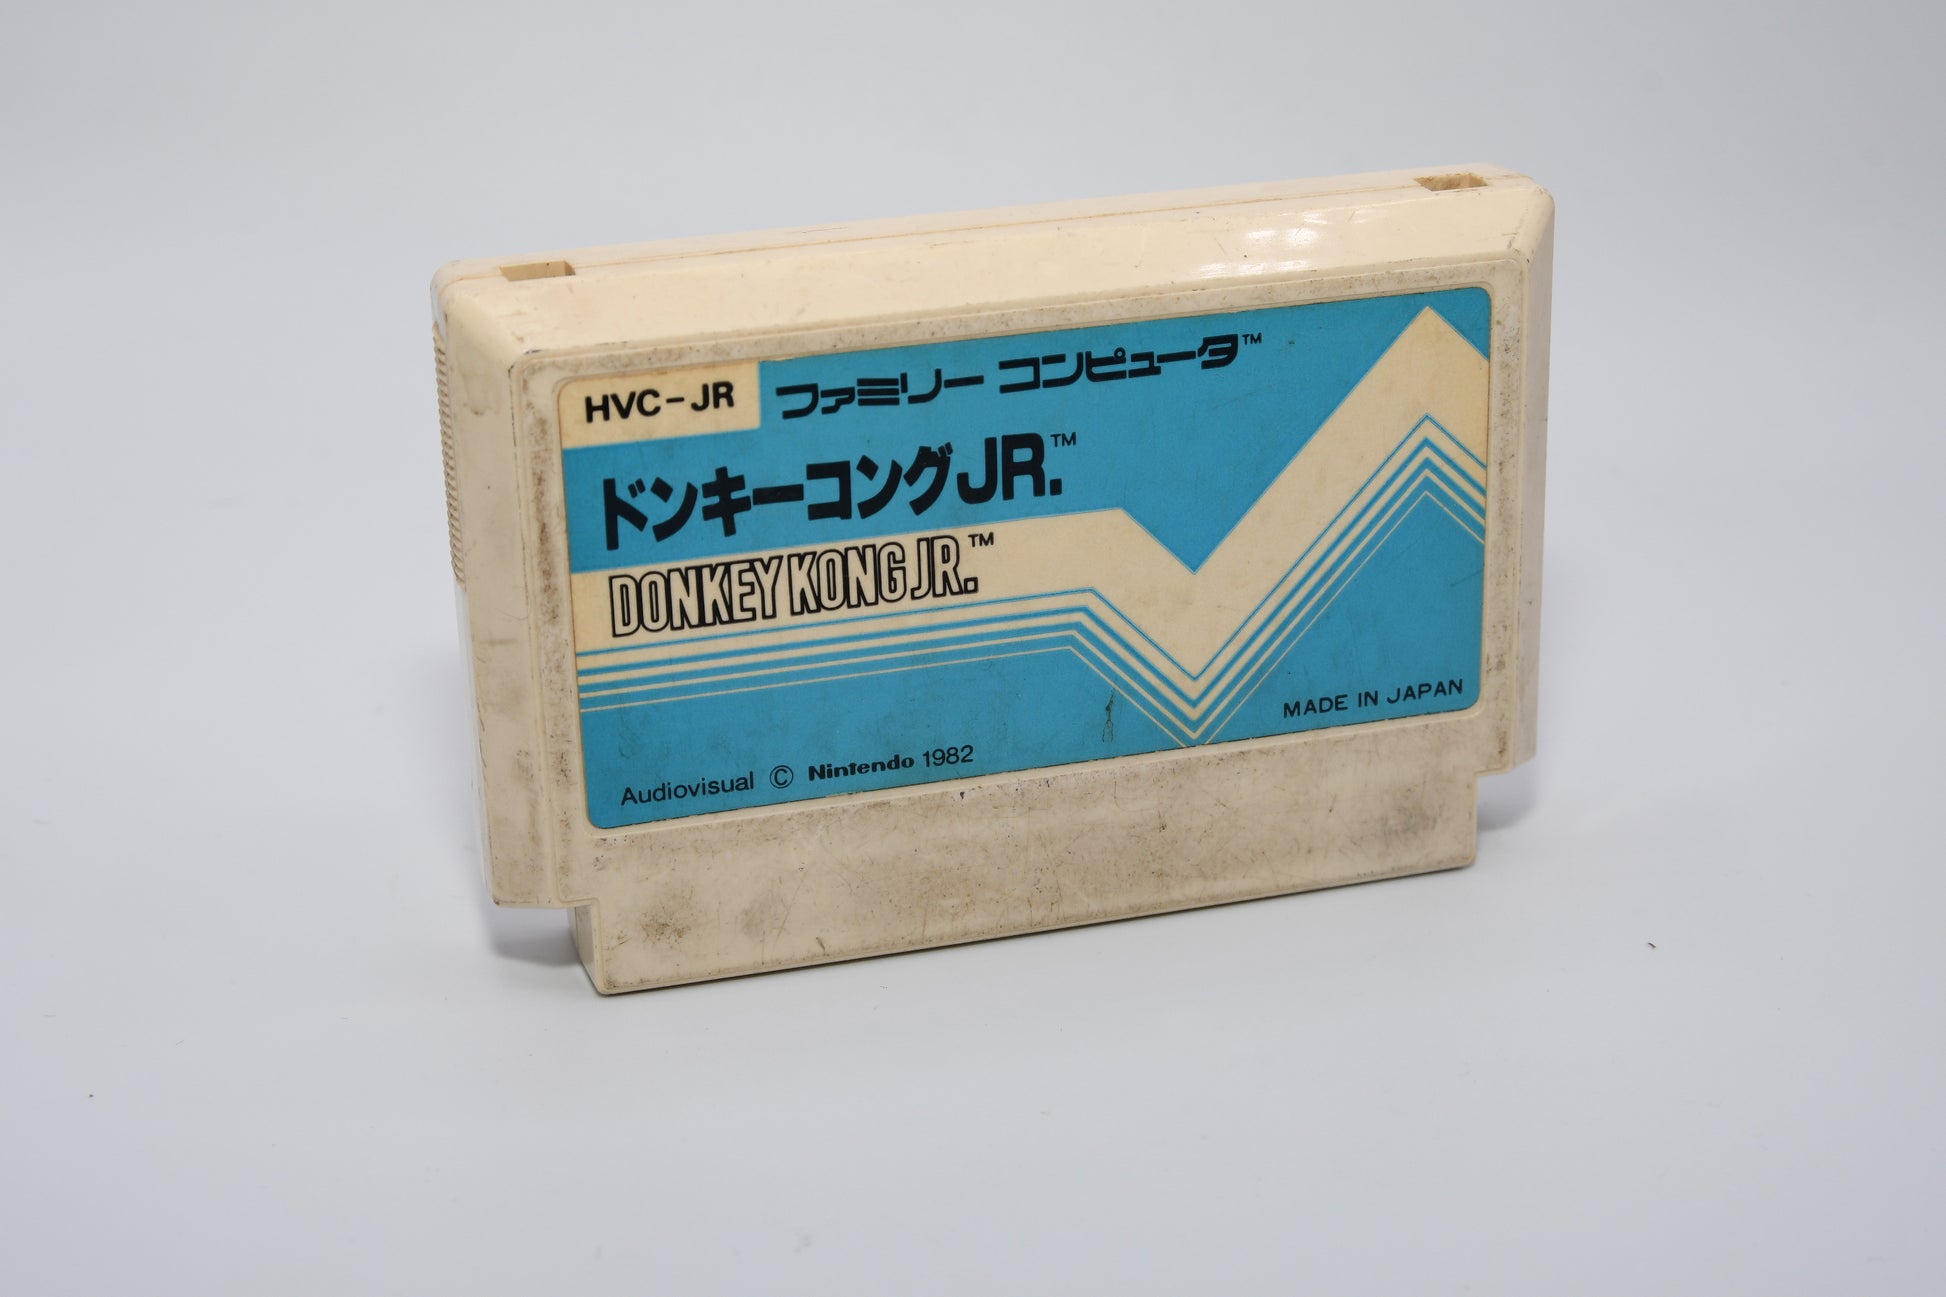 HVC-JR
ファミリー コンピュータ™
ドンキーコングJR.™
DONKEY KONG JR.™
Audiovisual © Nintendo 1982
MADE IN JAPAN